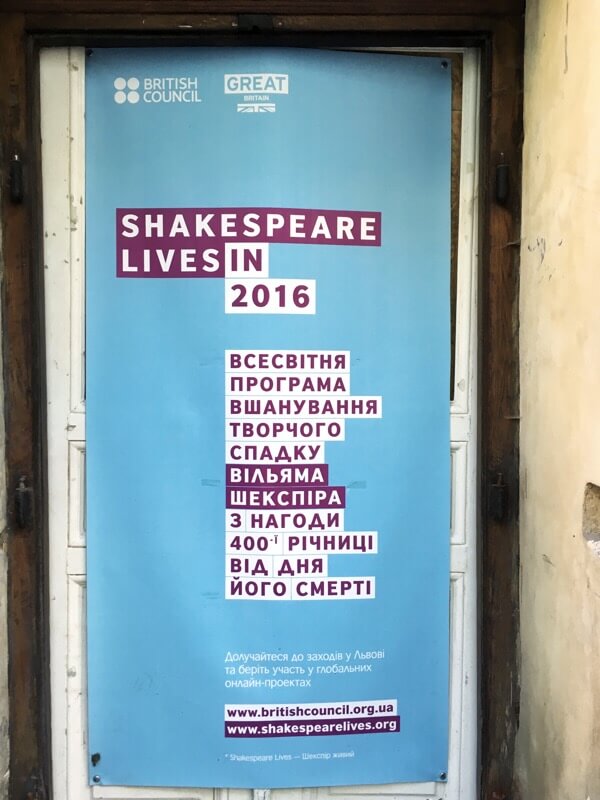 BRITISH
COUNCIL
GREAT
BRITAIN
SHAKESPEARE
LIVES IN
2016
ВСЕСВІТНЯ
ПРОГРАМА
ВШАНУВАННЯ
ТВОРЧОГО
СПАДКУ
ВІЛЬЯМА
ШЕКСПІРА
З НАГОДИ
400-ї РІЧНИЦІ
ВІД ДНЯ
ЙОГО СМЕРТІ
Долучайтеся до заходів у Львові
та беріть участь у глобальних
онлайн-проектах
www.britishcouncil.org.ua
www.shakespearelives.org
* Shakespeare Lives — Шекспір живий